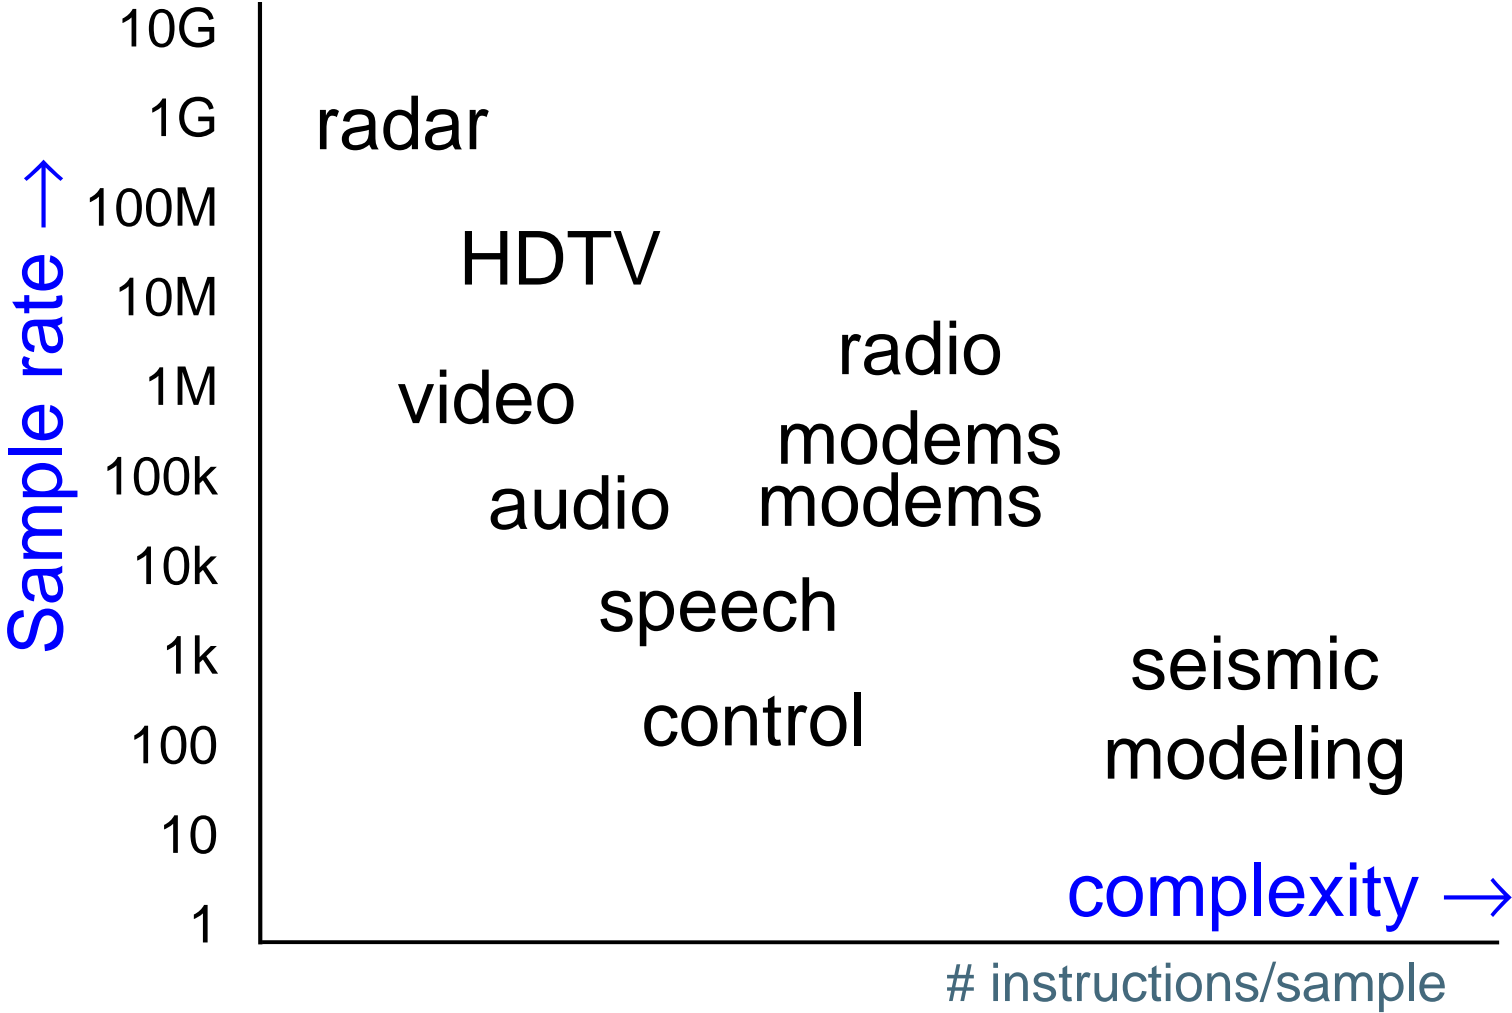 10G
1G
100M
10M
1M
100k
10k
1k
100
10
1
Sample rate →
radar
HDTV
radio
video
modems
audio
modems
speech
seismic
control
modeling
complexity →
# instructions/sample